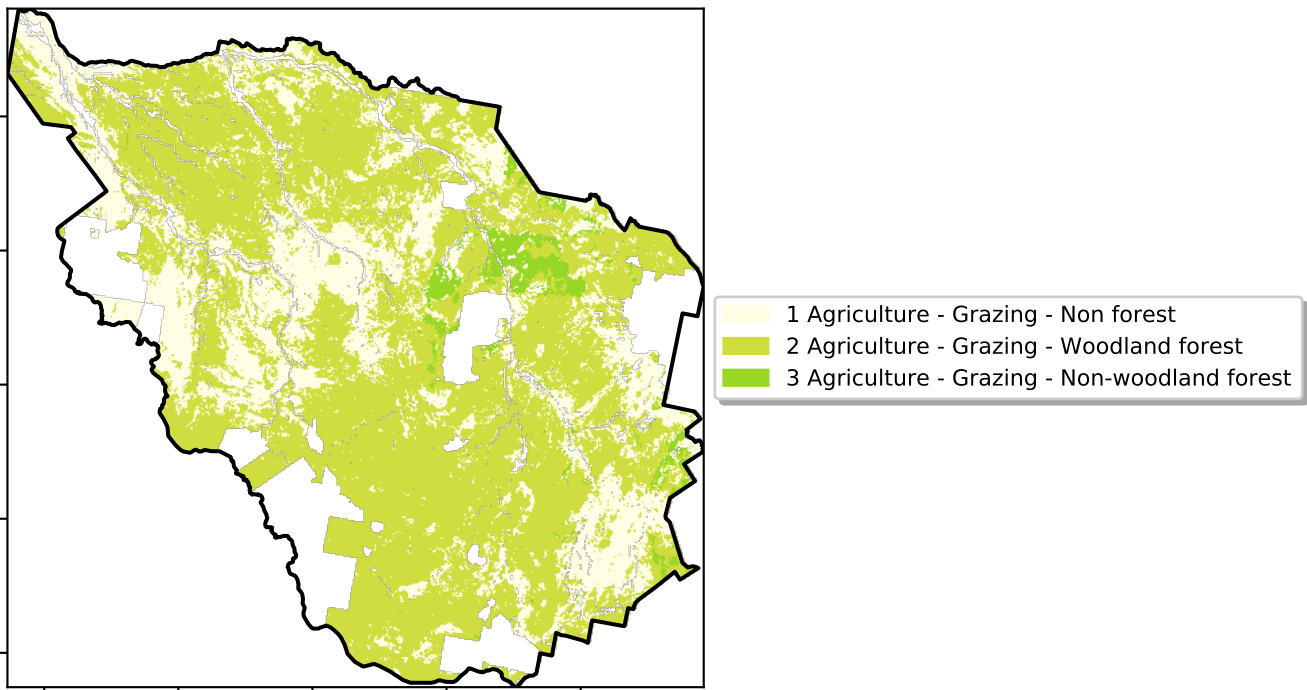 1 Agriculture - Grazing - Non forest
2 Agriculture - Grazing - Woodland forest
3 Agriculture - Grazing - Non-woodland forest